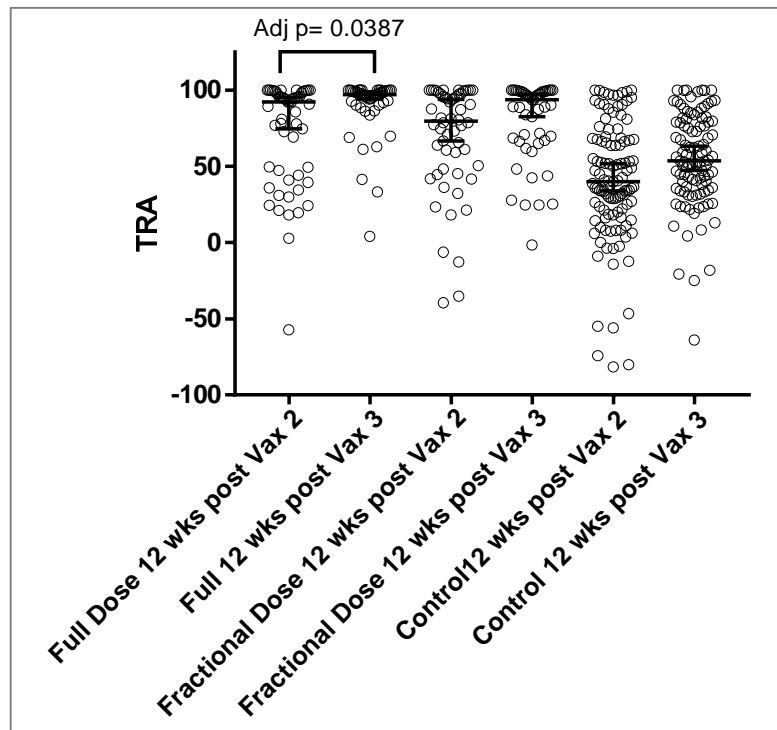 Adj p= 0.0387
TRA
100
50
0
-50
-100
Full Dose 12 wks post Vax 2
Full 12 wks post Vax 3
Fractional Dose 12 wks post Vax 2
Fractional Dose 12 wks post Vax 3
Control12 wks post Vax 2
Control 12 wks post Vax 3